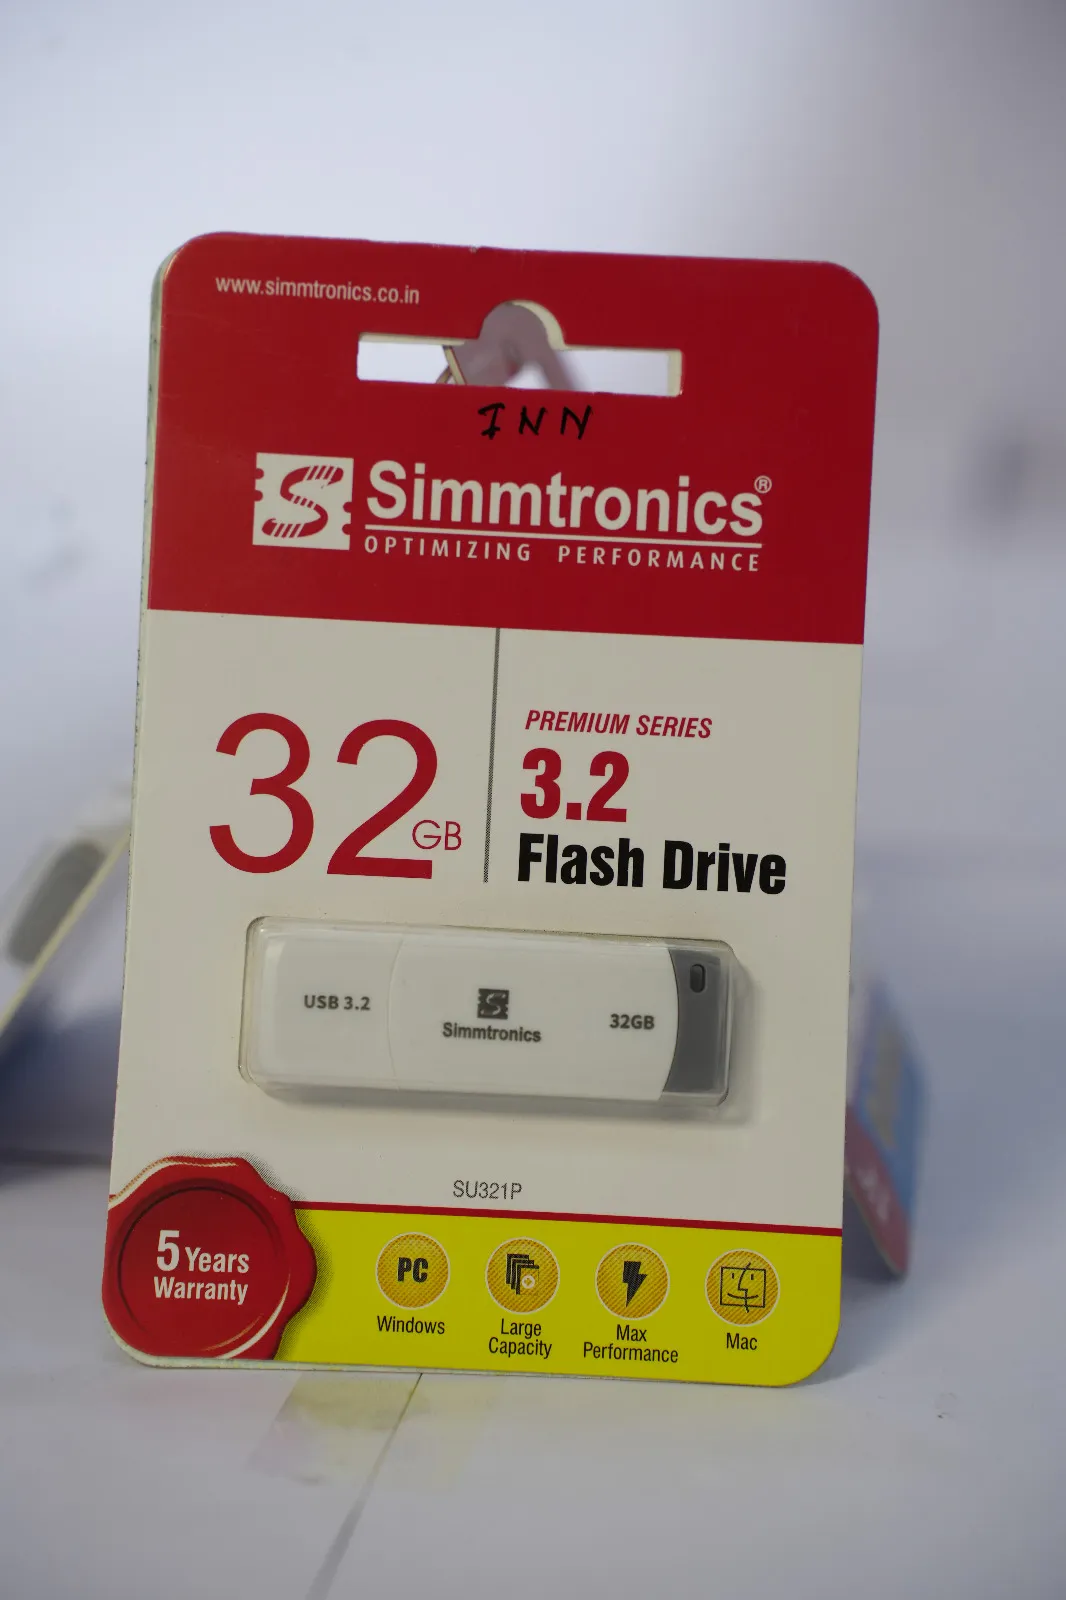 www.simmtronics.co.in
INN
Simmtronics®
OPTIMIZING PERFORMANCE
32GB
PREMIUM SERIES
3.2
Flash Drive
USB 3.2
Simmtronics
32GB
SU321P
5 Years
Warranty
PC
Windows
Large
Capacity
Max
Performance
Mac